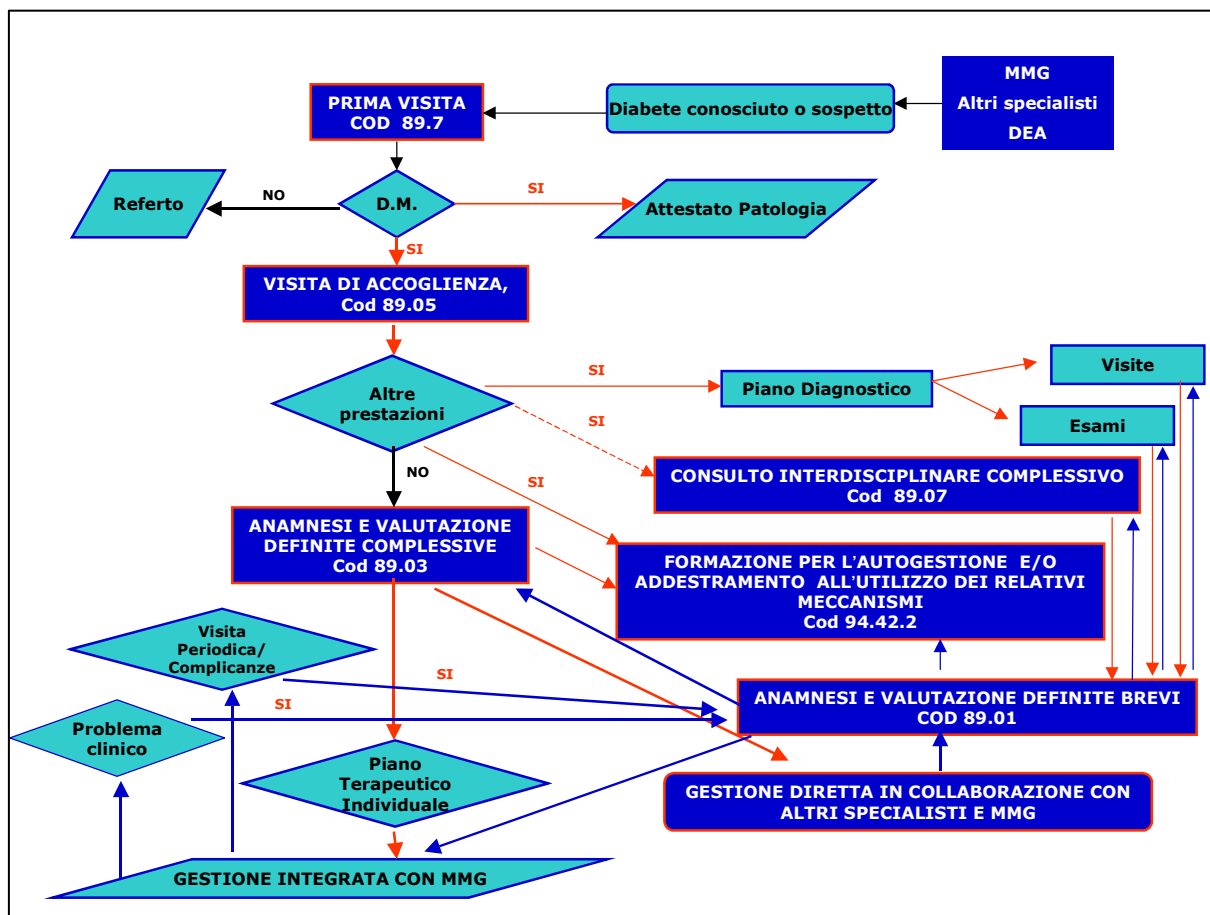 MMG
Altri specialisti
DEA
Diabete conosciuto o sospetto
PRIMA VISITA
COD 89.7
Referto
NO
D.M.
SI
Attestato Patologia
SI
VISITA DI ACCOGLIENZA,
Cod 89.05
Altre
prestazioni
SI
Piano Diagnostico
Visite
Esami
SI
SI
NO
CONSULTO INTERDISCIPLINARE COMPLESSIVO
Cod 89.07
ANAMNESI E VALUTAZIONE
DEFINITE COMPLESSIVE
Cod 89.03
FORMAZIONE PER L'AUTOGESTIONE E/O
ADDESTRAMENTO ALL'UTILIZZO DEI RELATIVI
MECCANISMI
Cod 94.42.2
Visita
Periodica/
Complicanze
SI
SI
Problema
clinico
ANAMNESI E VALUTAZIONE DEFINITE BREVI
COD 89.01
Piano
Terapeutico
Individuale
GESTIONE DIRETTA IN COLLABORAZIONE CON
ALTRI SPECIALISTI E MMG
GESTIONE INTEGRATA CON MMG